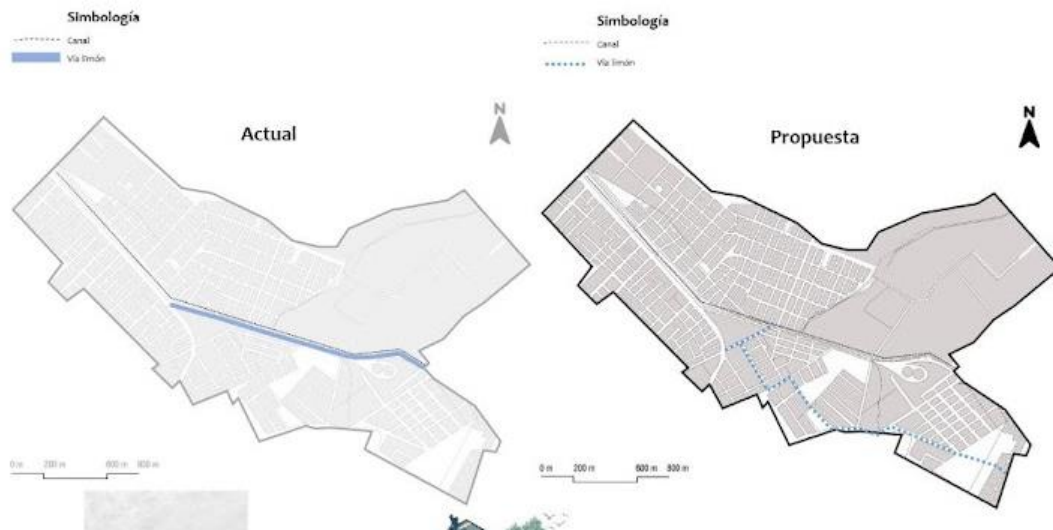 Simbología
Canal
Vía limón
Actual
N
0 m 200 m 600 m 800 m
Simbología
Canal
Vía limón
Propuesta
N
0 m 200 m 600 m 800 m